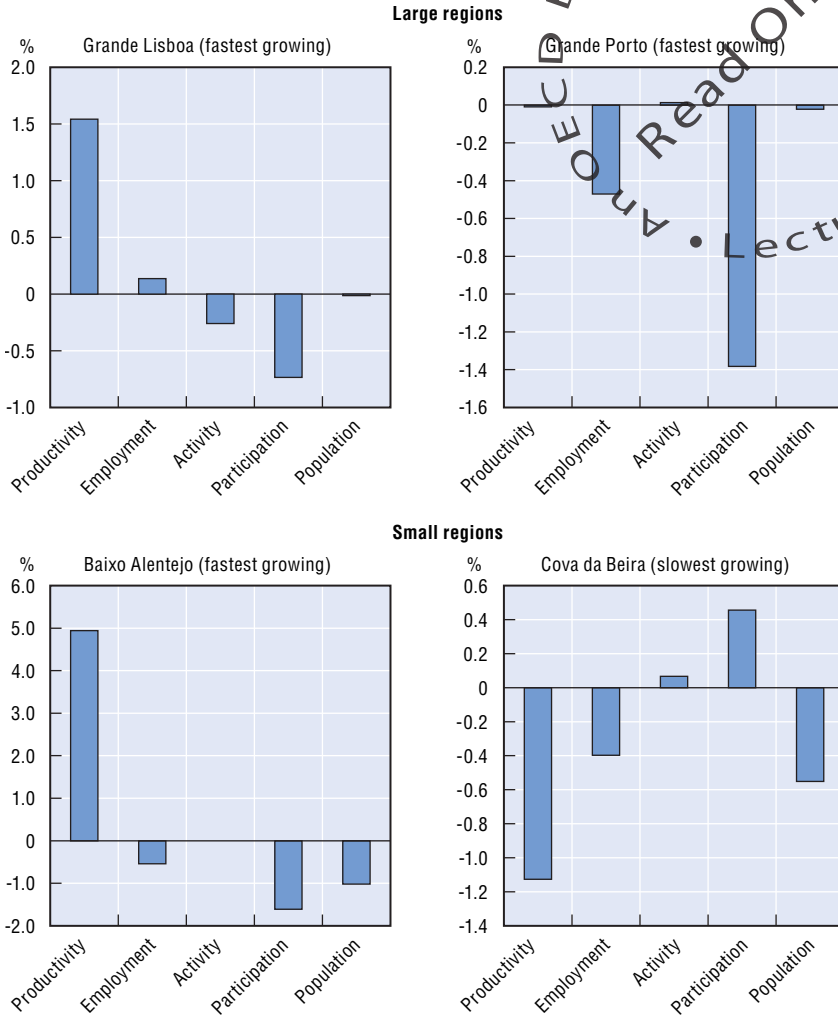 Large regions
% Grande Lisboa (fastest growing)
2.0
1.5
1.0
0.5
0
-0.5
-1.0
Productivity
Employment
Activity
Participation
Population
% Grande Porto (fastest growing)
0.2
0
-0.2
-0.4
-0.6
-0.8
-1.0
-1.2
-1.4
-1.6
Productivity
Employment
Activity
Participation
Population
Small regions
% Baixo Alentejo (fastest growing)
6.0
5.0
4.0
3.0
2.0
1.0
0
-1.0
-2.0
Productivity
Employment
Activity
Participation
Population
% Cova da Beira (slowest growing)
0.6
0.4
0.2
0
-0.2
-0.4
-0.6
-0.8
-1.0
-1.2
-1.4
Productivity
Employment
Activity
Participation
Population
An OECD
Read